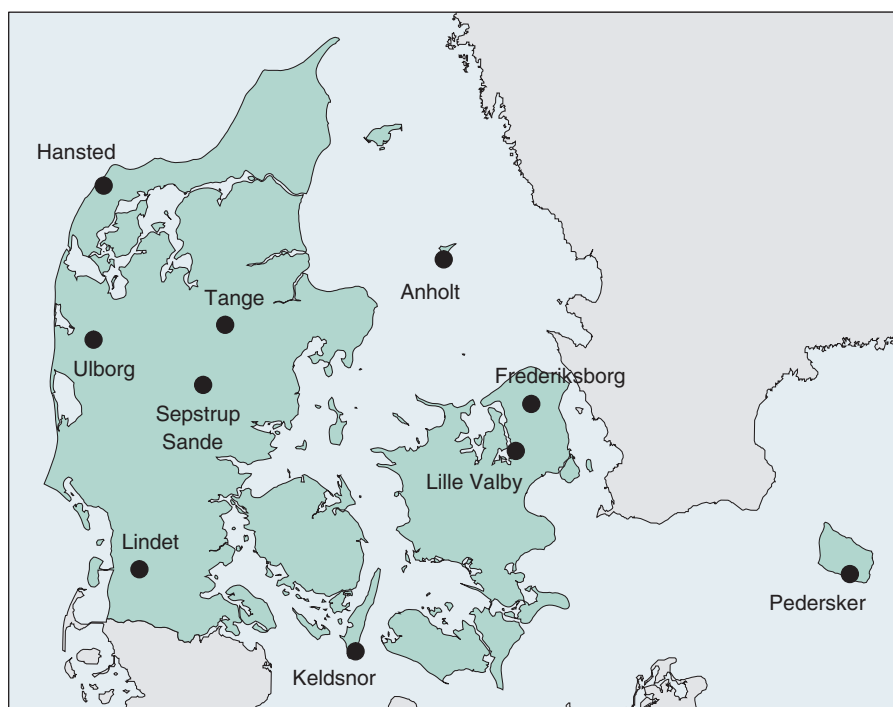 Hansted
Anholt
Tange
Ulborg
Sepstrup
Sande
Frederiksborg
Lille Valby
Lindet
Pedersker
Keldsnor